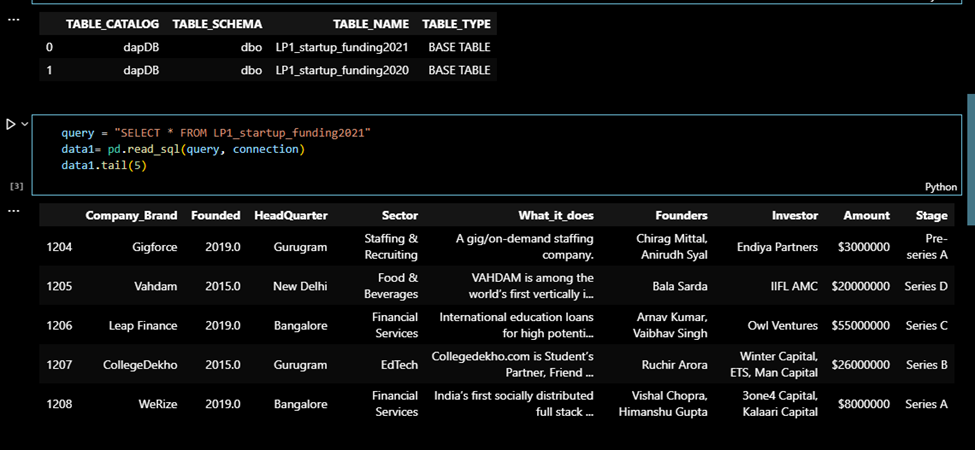 TABLE_CATALOG TABLE_SCHEMA TABLE_NAME TABLE_TYPE
0 dapDB dbo LP1_startup_funding2021 BASE TABLE
1 dapDB dbo LP1_startup_funding2020 BASE TABLE
query = "SELECT * FROM LP1_startup_funding2021"
data1= pd.read_sql(query, connection)
data1.tail(5)
[3]
Python
Company_Brand Founded HeadQuarter Sector What_it_does Founders Investor Amount Stage
1204 Gigforce 2019.0 Gurugram Staffing & Recruiting A gig/on-demand staffing company. Chirag Mittal, Anirudh Syal Endiya Partners $3000000 Pre-series A
1205 Vahdam 2015.0 New Delhi Food & Beverages VAHDAM is among the world's first vertically i... Bala Sarda IIFL AMC $20000000 Series D
1206 Leap Finance 2019.0 Bangalore Financial Services International education loans for high potenti... Arnav Kumar, Vaibhav Singh Owl Ventures $55000000 Series C
1207 CollegeDekho 2015.0 Gurugram EdTech Collegedekho.com is Student's Partner, Friend ... Ruchir Arora Winter Capital, ETS, Man Capital $26000000 Series B
1208 WeRize 2019.0 Bangalore Financial Services India's first socially distributed full stack ... Vishal Chopra, Himanshu Gupta 3one4 Capital, Kalaari Capital $8000000 Series A